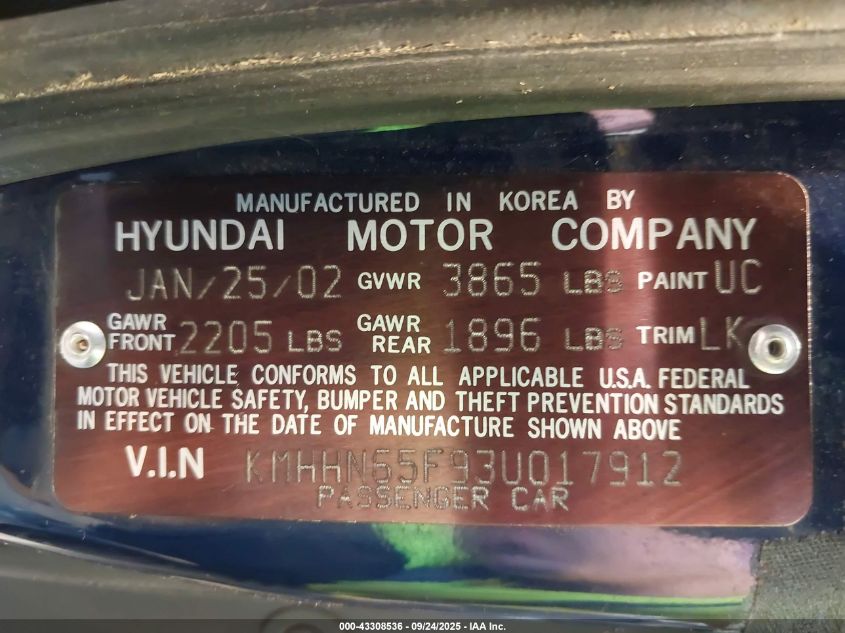 MANUFACTURED IN KOREA BY
HYUNDAI MOTOR COMPANY
JAN/25/02 GVWR 3865 LBS PAINT UC
GAWR FRONT 2205 LBS GAWR REAR 1896 LBS TRIM LK
THIS VEHICLE CONFORMS TO ALL APPLICABLE U.S.A. FEDERAL
MOTOR VEHICLE SAFETY, BUMPER AND THEFT PREVENTION STANDARDS
IN EFFECT ON THE DATE OF MANUFACTURE SHOWN ABOVE
V.I.N KMHHN65F93U017912
PASSENGER CAR
000-43308536 - 09/24/2025 - IAA Inc.